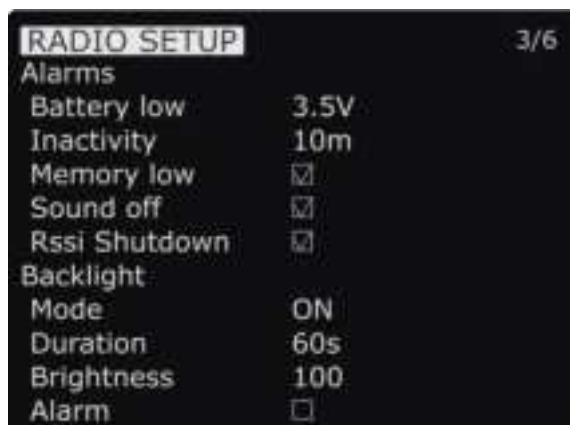 RADIO SETUP 3/6
Alarms
Battery low 3.5V
Inactivity 10m
Memory low ☑
Sound off ☑
Rssi Shutdown ☑
Backlight
Mode ON
Duration 60s
Brightness 100
Alarm ☐